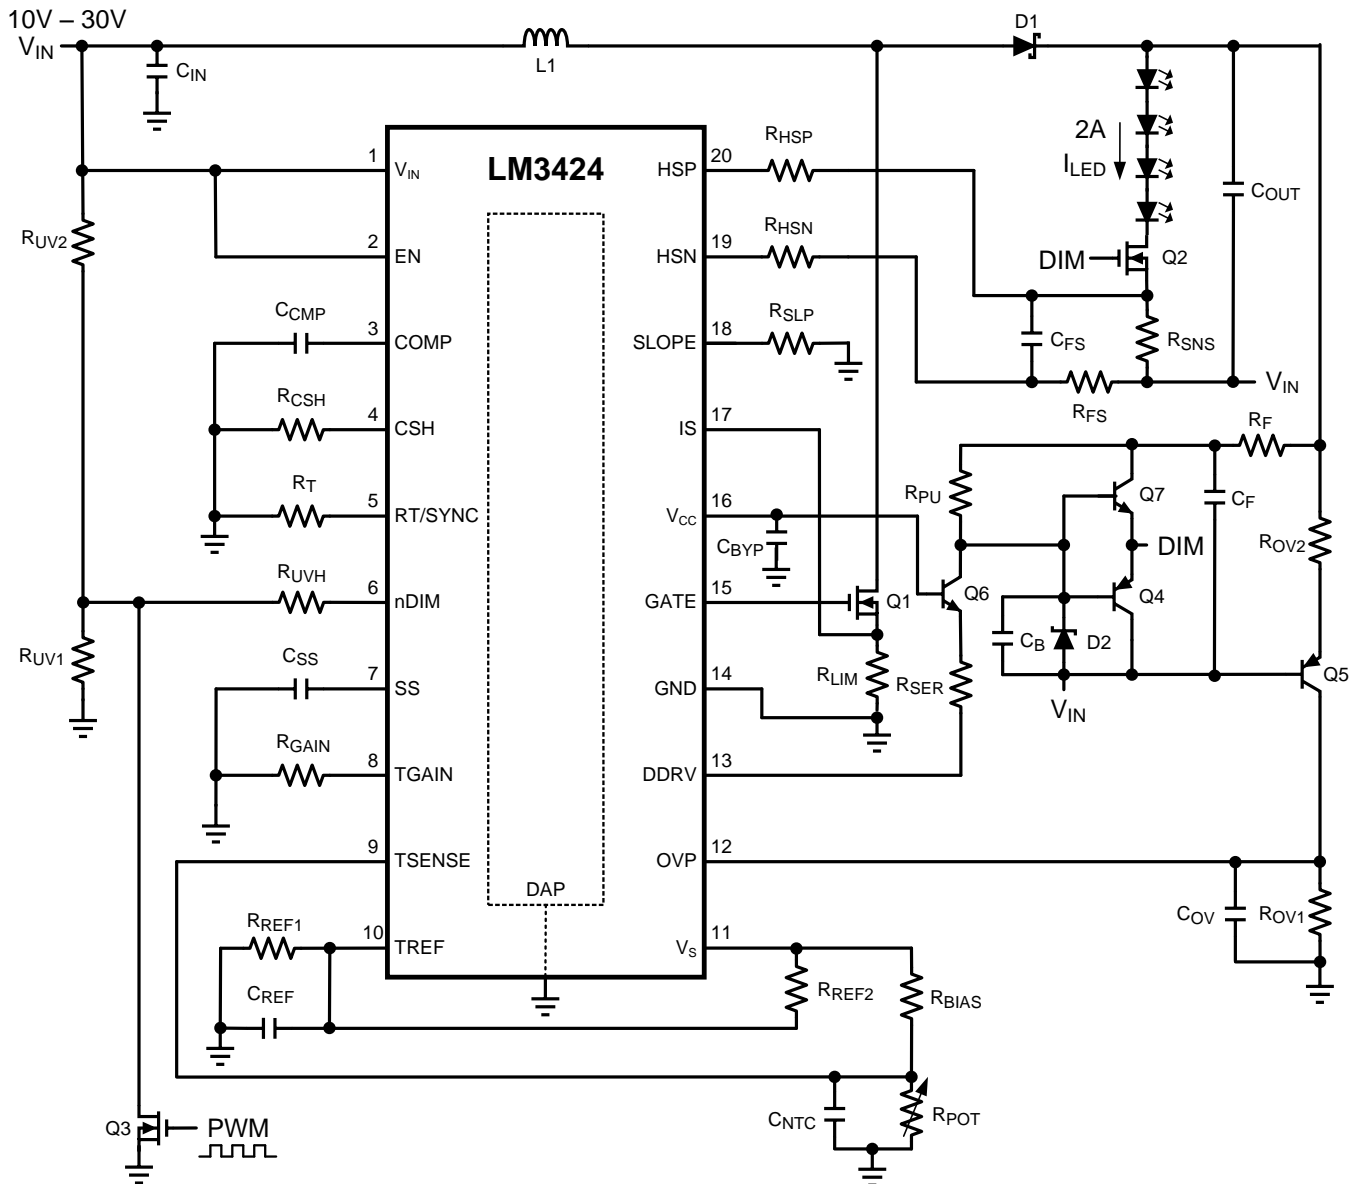 10V – 30V
VIN
CIN
L1
D1
2A
ILED
COUT
DIM
Q2
RUV2
RUV1
LM3424
DAP
1 VIN
2 EN
CCMP 3 COMP
RCSH 4 CSH
RT 5 RT/SYNC
RUVH 6 nDIM
CSS 7 SS
RGAIN 8 TGAIN
9 TSENSE
RREF1 10 TREF
CREF
HSP 20 RHSP
HSN 19 RHSN
SLOPE 18 RSLP
IS 17
VCC 16
GATE 15
GND 14
DDRV 13
OVP 12
VS 11
CFS
RSNS
RFS
VIN
RF
RPU
Q7
CF
CBYP
DIM
ROV2
Q1
Q6
Q4
CB
D2
RLIM
RSER
VIN
Q5
COV
ROV1
RREF2
RBIAS
CNTC
RPOT
Q3
PWM